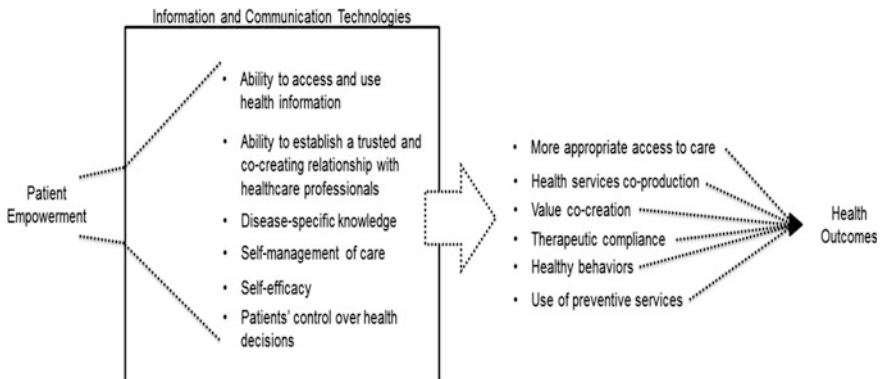 Information and Communication Technologies
Patient
Empowerment
• Ability to access and use
health information
• Ability to establish a trusted and
co-creating relationship with
healthcare professionals
• Disease-specific knowledge
• Self-management of care
• Self-efficacy
• Patients' control over health
decisions
• More appropriate access to care
• Health services co-production
• Value co-creation
• Therapeutic compliance
• Healthy behaviors
• Use of preventive services
Health
Outcomes